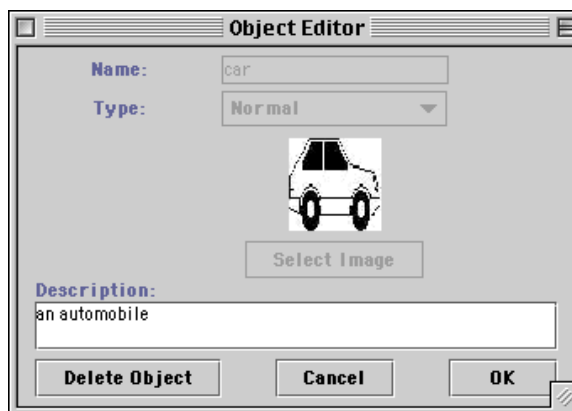 Object Editor
Name: car
Type: Normal
Select Image
Description:
an automobile
Delete Object Cancel OK